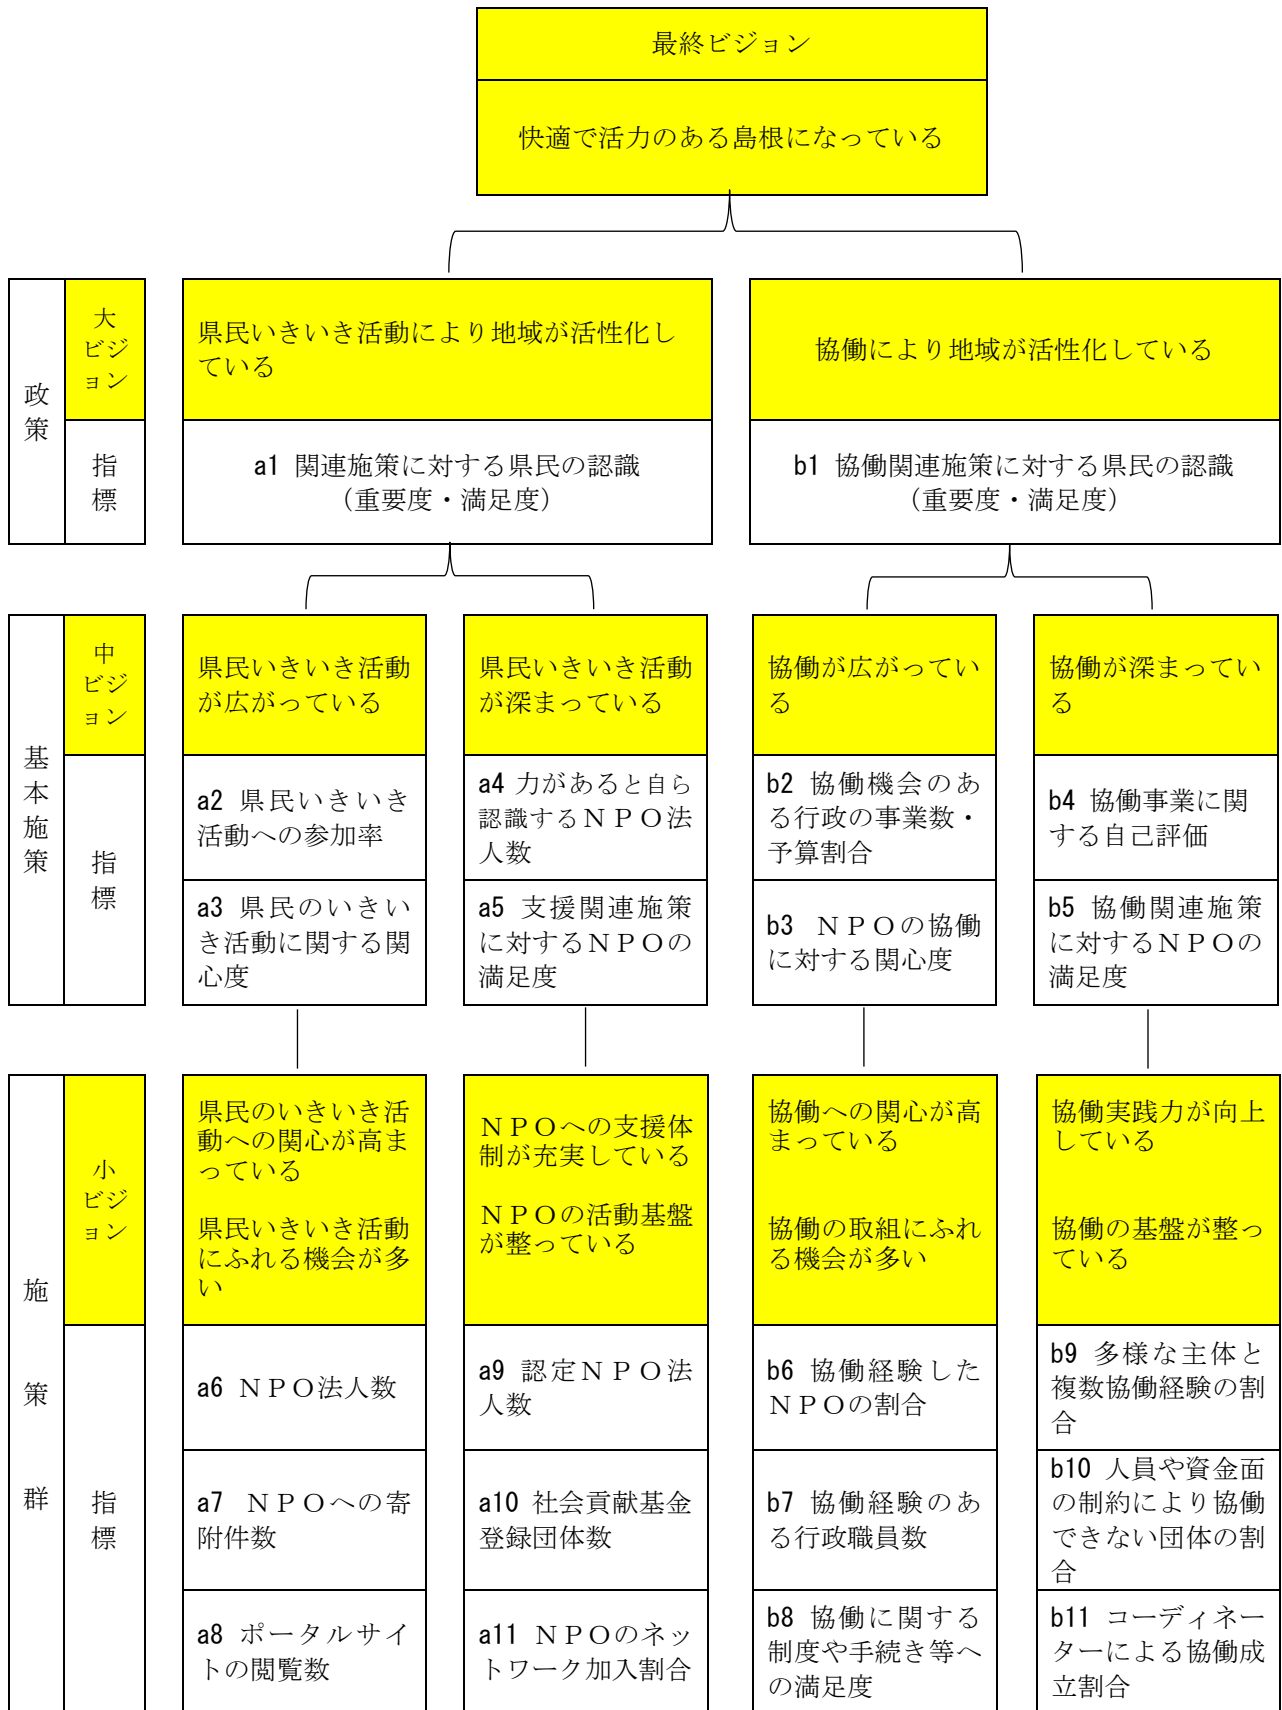 最終ビジョン
快適で活力のある島根になっている
政
策
大
ビジ
ョン
県民いきいき活動により地域が活性化し
ている
協働により地域が活性化している
指
標
a1 関連施策に対する県民の認識
（重要度・満足度）
b1 協働関連施策に対する県民の認識
（重要度・満足度）
基
本
施
策
中
ビジ
ョン
県民いきいき活動
が広がっている
県民いきいき活動
が深まっている
協働が広がってい
る
協働が深まってい
る
指
標
a2 県民いきいき
活動への参加率
a4 力があると自ら
認識するＮＰＯ法
人数
b2 協働機会のあ
る行政の事業数・
予算割合
b4 協働事業に関
する自己評価
a3 県民のいきい
き活動に関する関
心度
a5 支援関連施策
に対するＮＰＯの
満足度
b3 ＮＰＯの協働
に対する関心度
b5 協働関連施策
に対するＮＰＯの
満足度
施
策
群
小
ビジ
ョン
県民のいきいき活
動への関心が高ま
っている
県民いきいき活動
にふれる機会が多
い
ＮＰＯへの支援体
制が充実している
ＮＰＯの活動基盤
が整っている
協働への関心が高
まっている
協働の取組にふれ
る機会が多い
協働実践力が向上
している
協働の基盤が整っ
ている
指
標
a6 ＮＰＯ法人数
a9 認定ＮＰＯ法
人数
b6 協働経験した
ＮＰＯの割合
b9 多様な主体と
複数協働経験の割
合
a7 ＮＰＯへの寄
附件数
a10 社会貢献基金
登録団体数
b7 協働経験のあ
る行政職員数
b10 人員や資金面
の制約により協働
できない団体の割
合
a8 ポータルサイ
トの閲覧数
a11 ＮＰＯのネッ
トワーク加入割合
b8 協働に関する
制度や手続き等へ
の満足度
b11 コーディネー
ターによる協働成
立割合